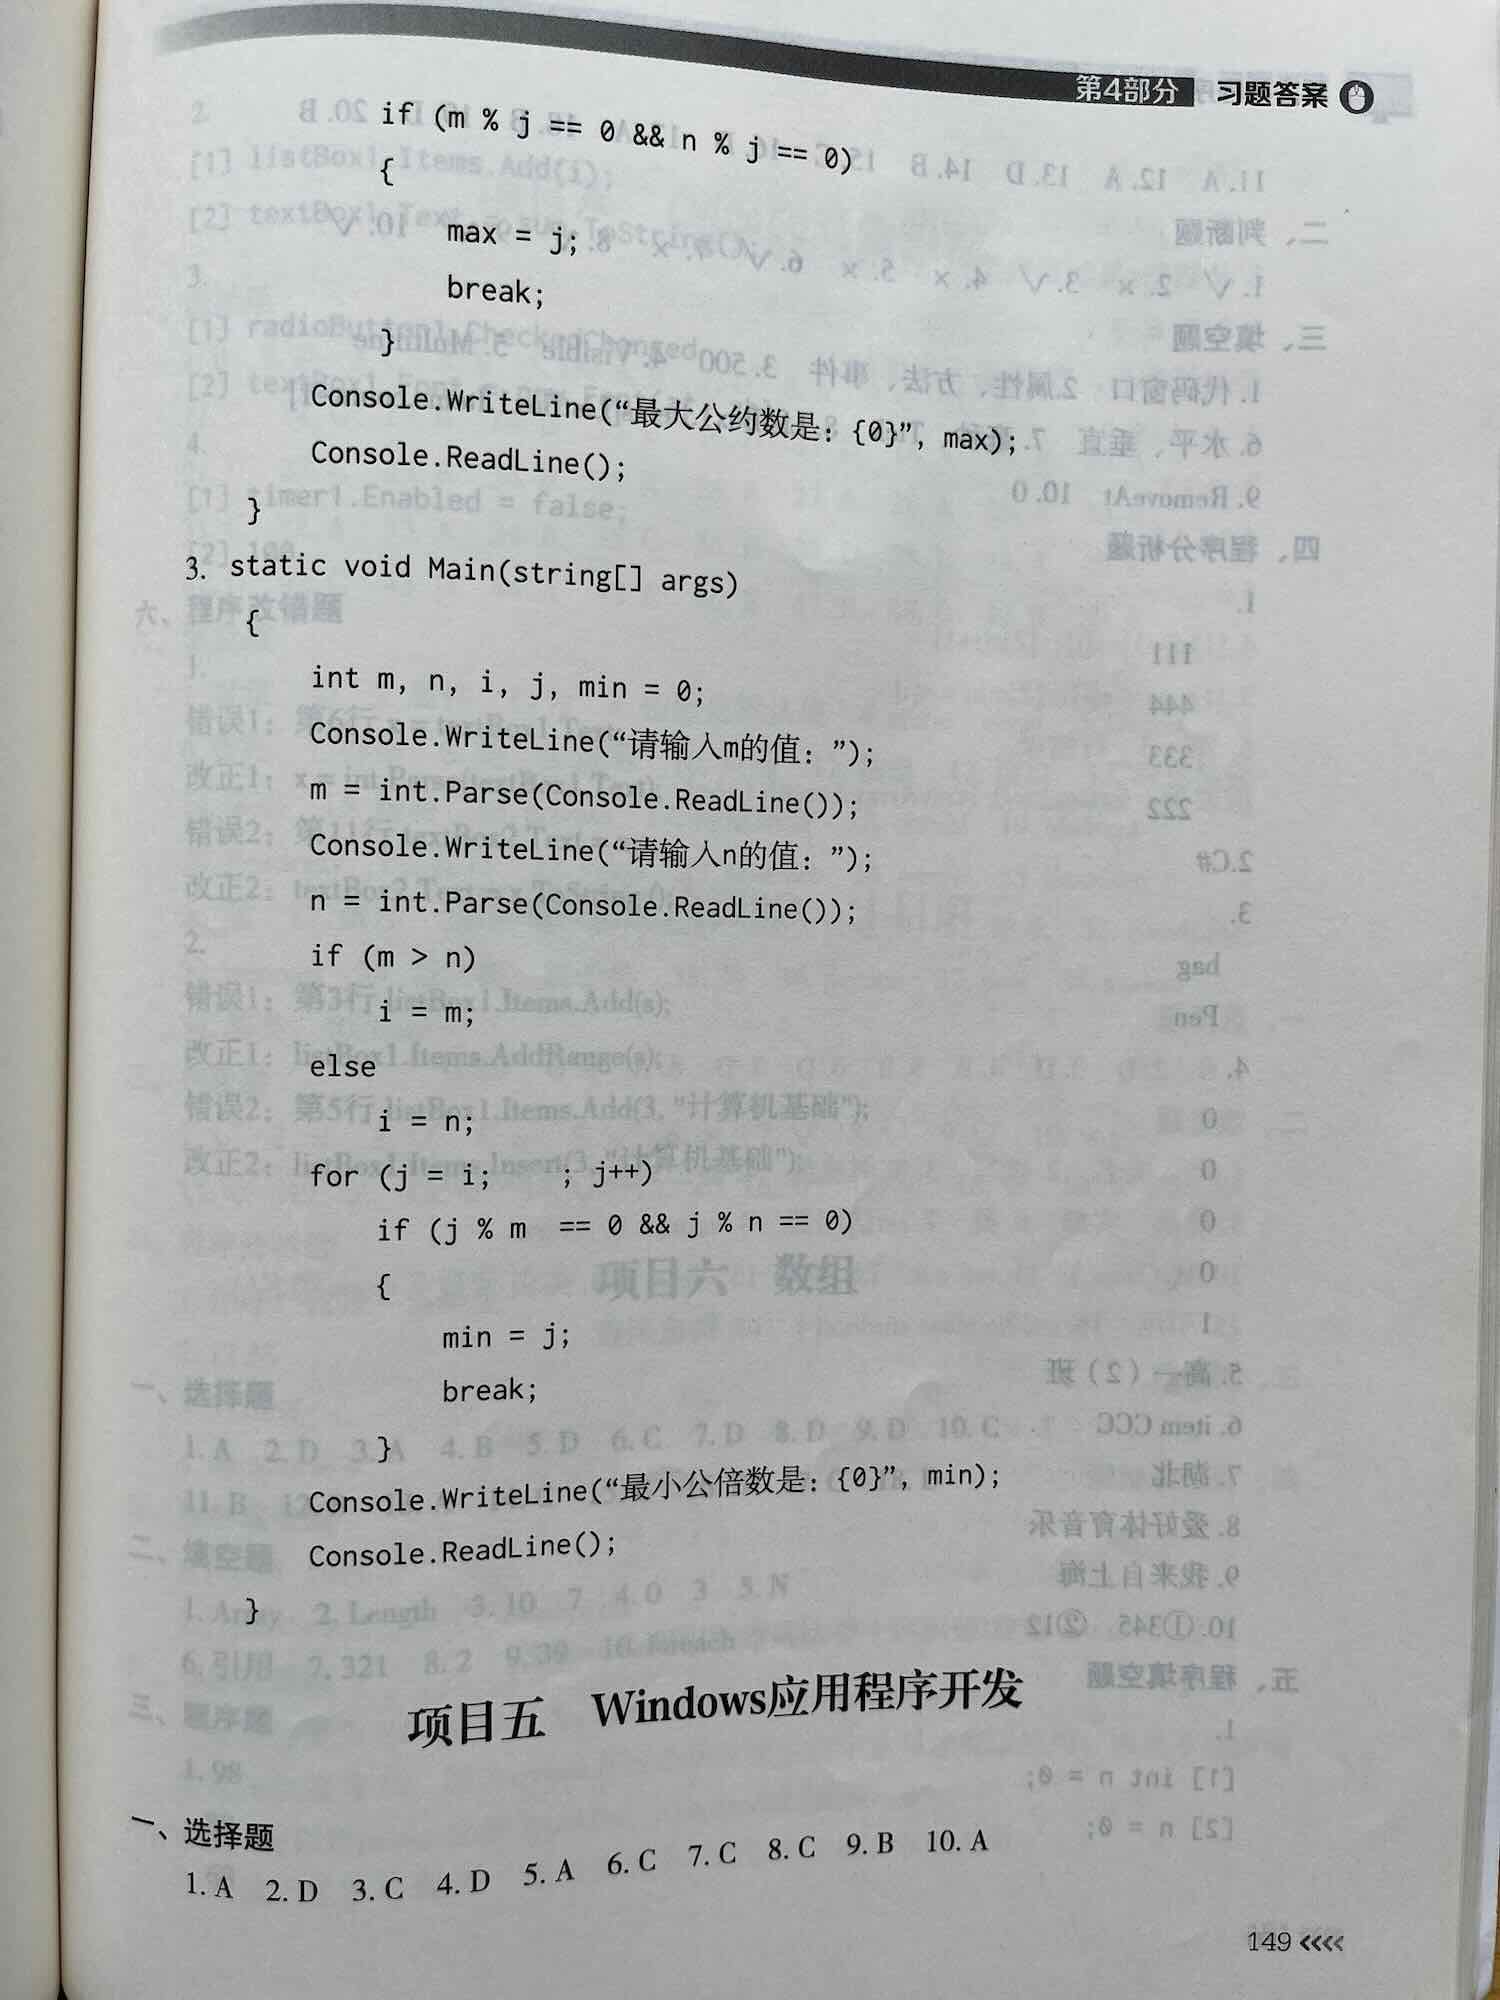 第4部分 习题答案
if (m % j == 0 && n % j == 0)
{
max = j;
break;
}
Console.WriteLine(“最大公约数是：{0}”, max);
Console.ReadLine();
}
3. static void Main(string[] args)
{
int m, n, i, j, min = 0;
Console.WriteLine(“请输入m的值：”);
m = int.Parse(Console.ReadLine());
Console.WriteLine(“请输入n的值：”);
n = int.Parse(Console.ReadLine());
if (m > n)
i = m;
else
i = n;
for (j = i; ; j++)
if (j % m == 0 && j % n == 0)
{
min = j;
break;
}
Console.WriteLine(“最小公倍数是：{0}”, min);
Console.ReadLine();
}
项目五 Windows应用程序开发
一、选择题
1. A 2. D 3. C 4. D 5. A 6. C 7. C 8. C 9. B 10. A
149